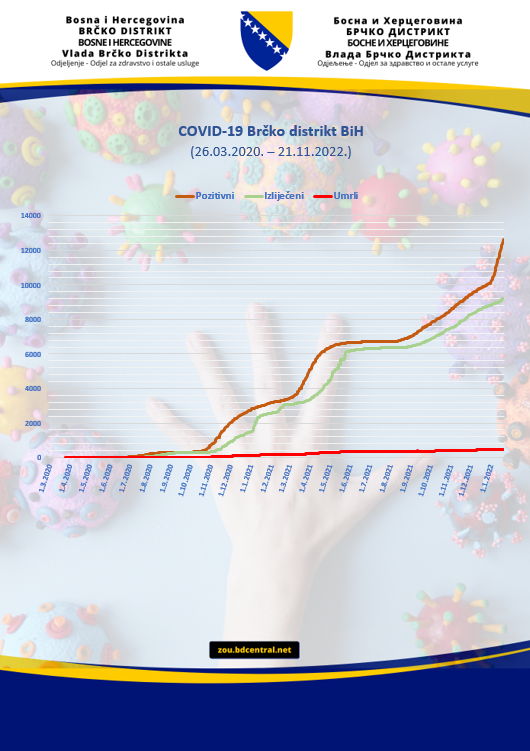 Bosna i Hercegovina
BRČKO DISTRIKT
BOSNE I HERCEGOVINE
Vlada Brčko Distrikta
Odjeljenje - Odjel za zdravstvo i ostale usluge
Босна и Херцеговина
БРЧКО ДИСТРИКТ
БОСНЕ И ХЕРЦЕГОВИНЕ
Влада Брчко Дистрикта
Одјељење - Одјел за здравство и остале услуге
COVID-19 Brčko distrikt BiH
(26.03.2020. – 21.11.2022.)
Pozitivni Izliječeni Umrli
14000
12000
10000
8000
6000
4000
2000
0
1.3.2020 1.4.2020 1.5.2020 1.6.2020 1.7.2020 1.8.2020 1.9.2020 1.10.2020 1.11.2020 1.12.2020 1.1.2021 1.2.2021 1.3.2021 1.4.2021 1.5.2021 1.6.2021 1.7.2021 1.8.2021 1.9.2021 1.10.2021 1.11.2021 1.12.2021 1.1.2022
zou.bdcentral.net